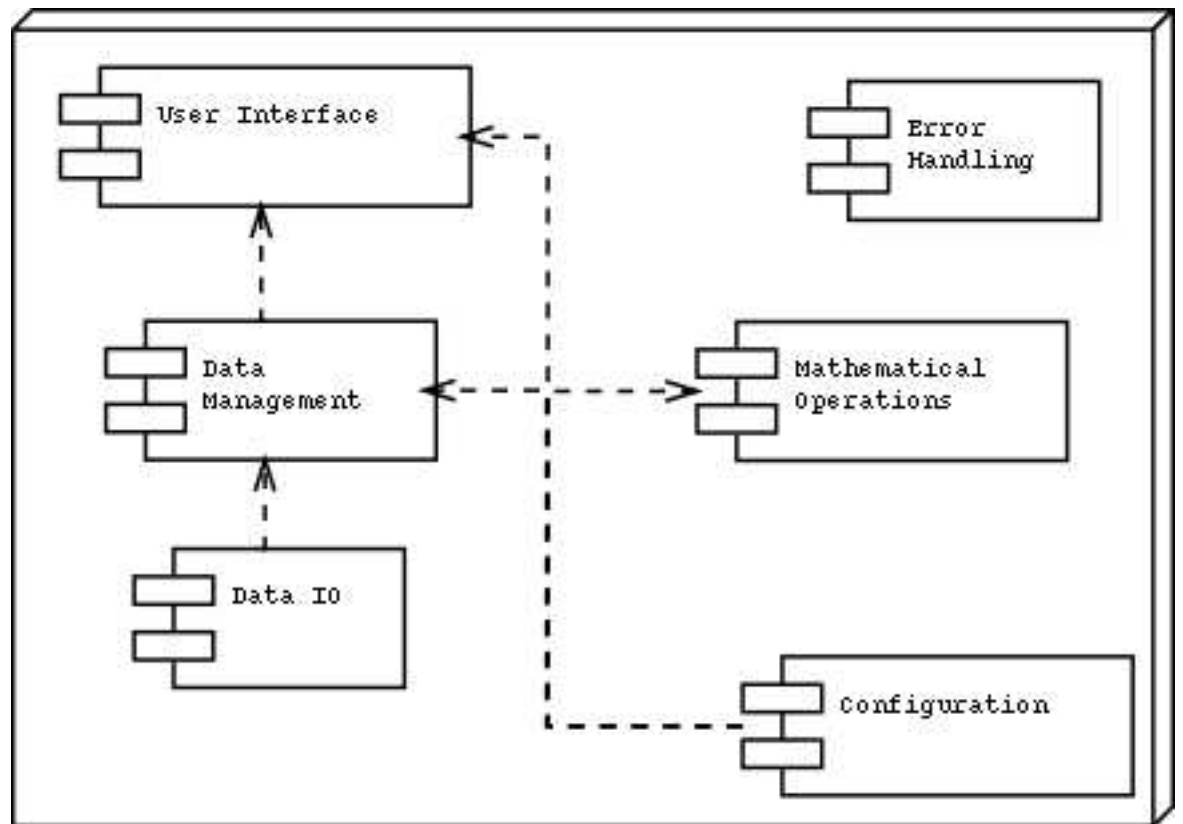 User Interface
Error
Handling
Data
Management
Mathematical
Operations
Data IO
Configuration